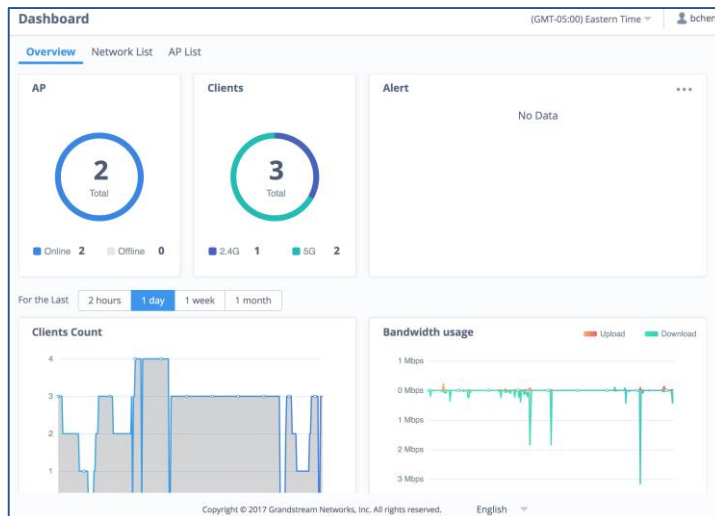 Dashboard
(GMT-05:00) Eastern Time
bchen
Overview Network List AP List
AP
2
Total
Online 2 Offline 0
Clients
3
Total
2.4G 1 5G 2
Alert
No Data
For the Last 2 hours 1 day 1 week 1 month
Clients Count
4
3
2
1
Bandwidth usage
Upload Download
1 Mbps
0 Mbps
1 Mbps
2 Mbps
3 Mbps
Copyright © 2017 Grandstream Networks, Inc. All rights reserved. English